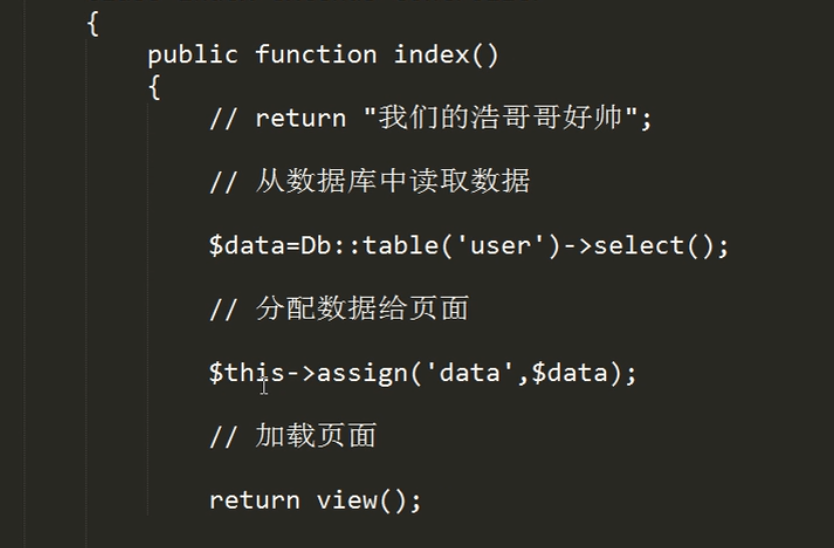 {
public function index()
{
// return "我们的浩哥哥好帅";
// 从数据库中读取数据
$data=Db::table('user')->select();
// 分配数据给页面
$this->assign('data',$data);
// 加载页面
return view();